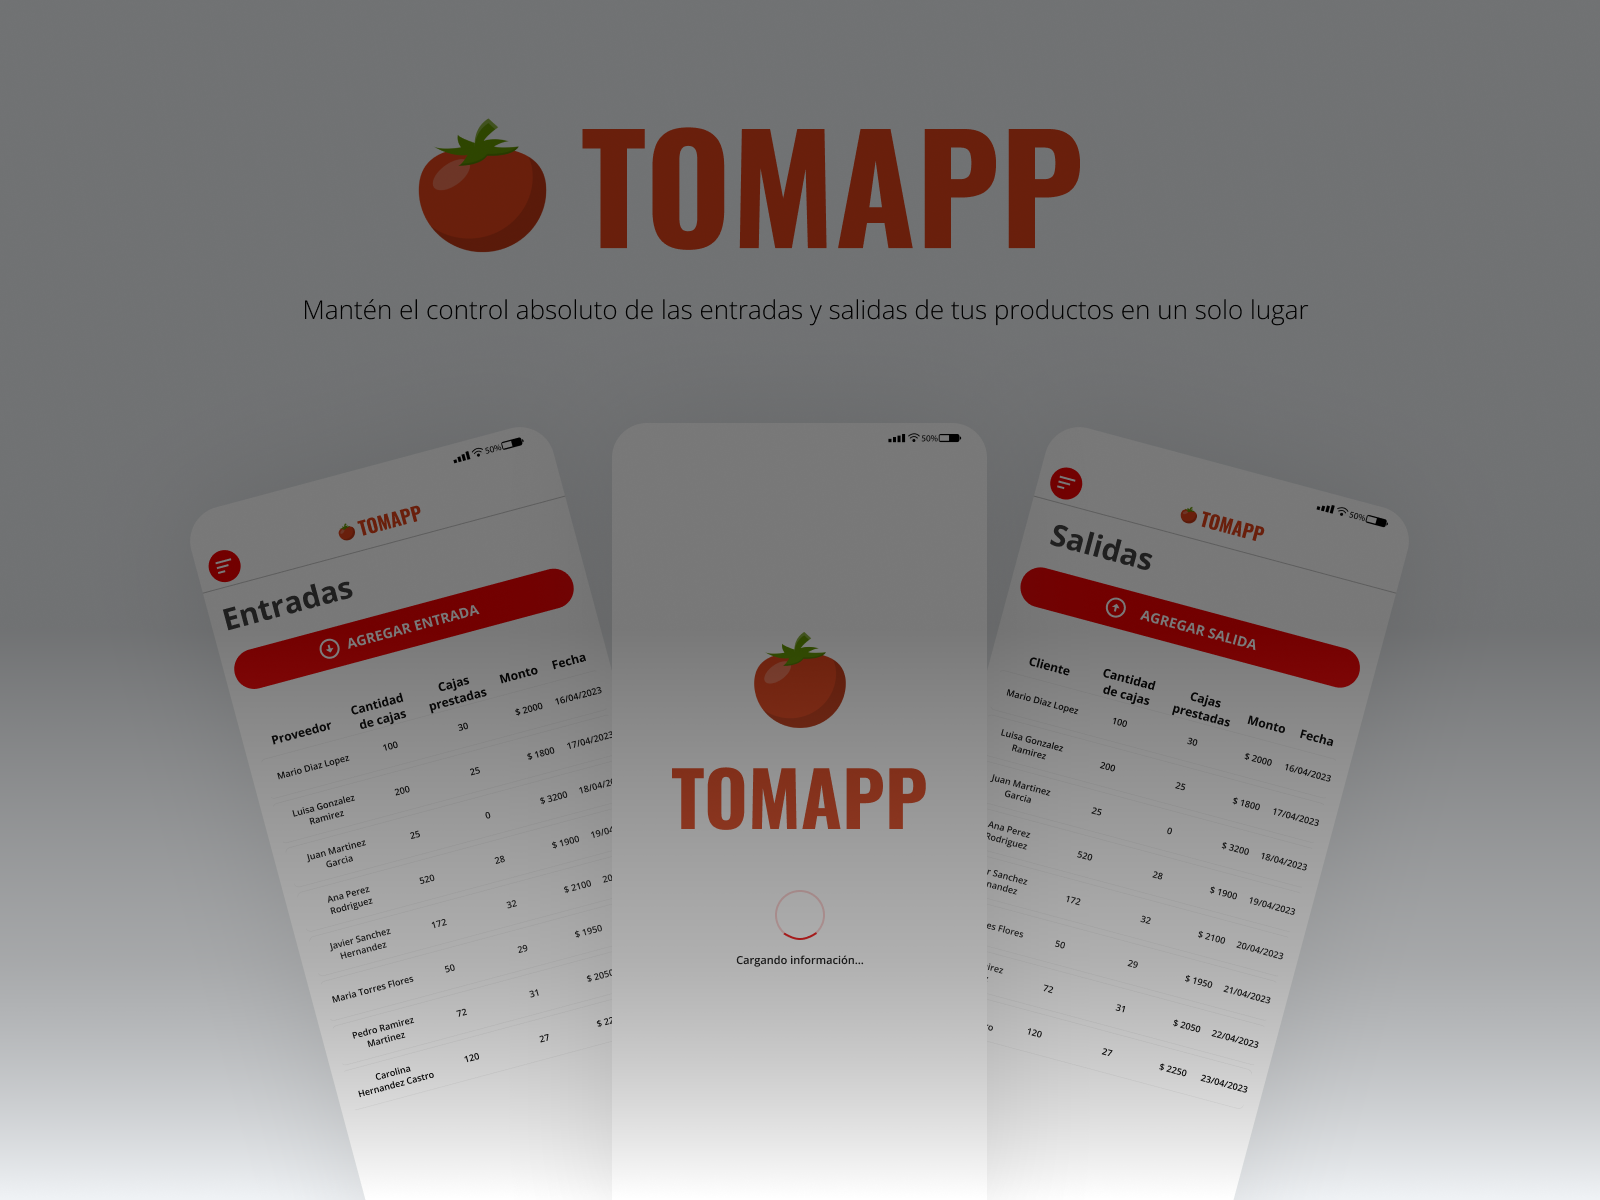 TOMAPP
Mantén el control absoluto de las entradas y salidas de tus productos en un solo lugar
50%
TOMAPP
Entradas
AGREGAR ENTRADA
Proveedor Cantidad de cajas Cajas prestadas Monto Fecha
Mario Diaz Lopez 100 30 $ 2000 16/04/2023
Luisa Gonzalez Ramirez 200 25 $ 1800 17/04/2023
Juan Martinez Garcia 25 0 $ 3200
Ana Perez Rodriguez 520 28 $ 1900
Javier Sanchez Hernandez 172 32 $ 2100
Maria Torres Flores 50 29 $ 1950
Pedro Ramirez Martinez 72 31 $ 2050
Carolina Hernandez Castro 120 27
50%
TOMAPP
Cargando información...
50%
TOMAPP
Salidas
AGREGAR SALIDA
Cliente Cantidad de cajas Cajas prestadas Monto Fecha
Mario Diaz Lopez 100 30 $ 2000 16/04/2023
Luisa Gonzalez Ramirez 200 25 $ 1800 17/04/2023
Juan Martinez Garcia 25 0 $ 3200 18/04/2023
Ana Perez Rodriguez 520 28 $ 1900 19/04/2023
Sanchez 172 32 $ 2100 20/04/2023
Flores 50 29 $ 1950 21/04/2023
72 31 $ 2050 22/04/2023
120 27 $ 2250 23/04/2023